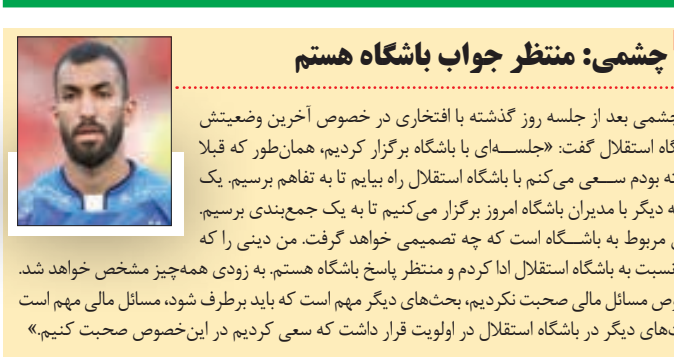 چشمی: منتظر جواب باشگاه هستم
چشمی بعد از جلسه روز گذشته با افتخاری در خصوص آخرین وضعیتش
استقلال گفت: «جلسه‌ای با باشگاه برگزار کردیم، همان‌طور که قبلا
بودم سعی می‌کنم با باشگاه استقلال راه بیایم تا به تفاهم برسیم. یک
دیگر با مدیران باشگاه امروز برگزار می‌کنیم تا به یک جمع‌بندی برسیم.
مربوط به باشگاه است که چه تصمیمی خواهد گرفت. من دینی را که
نسبت به باشگاه استقلال ادا کردم و منتظر پاسخ باشگاه هستم. به زودی همه‌چیز مشخص خواهد شد.
مسائل مالی صحبت نکردیم، بحث‌های دیگر مهم است که باید برطرف شود، مسائل مالی مهم است
دیگر در باشگاه استقلال در اولویت قرار داشت که سعی کردیم در این‌خصوص صحبت کنیم.»